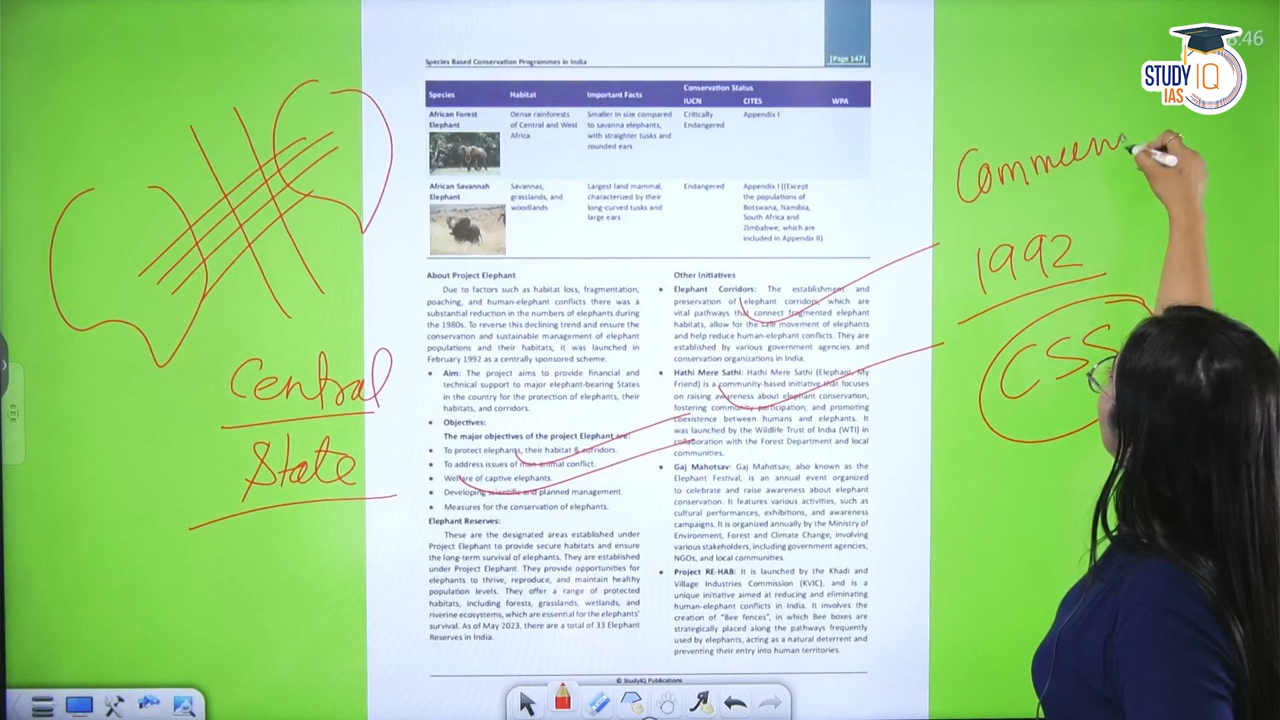 8.46
STUDY IQ
IAS
Species Based Conservation Programmes in India
[Page 147]
Species Habitat Important Facts Conservation Status
IUCN CITES WPA
African Forest Elephant
Dense rainforests of Central and West Africa
Smaller in size compared to savanna elephants, with straighter tusks and rounded ears
Critically Endangered
Appendix I
African Savannah Elephant
Savannas, grasslands, and woodlands
Largest land mammal, characterized by their long-curved tusks and large ears
Endangered
Appendix I ((Except the populations of Botswana, Namibia, South Africa and Zimbabwe, which are included in Appendix II)
About Project Elephant
Due to factors such as habitat loss, fragmentation,
poaching, and human-elephant conflicts there was a
substantial reduction in the numbers of elephants during
the 1980s. To reverse this declining trend and ensure the
conservation and sustainable management of elephant
populations and their habitats, it was launched in
February 1992 as a centrally sponsored scheme.
• Aim: The project aims to provide financial and
technical support to major elephant-bearing States
in the country for the protection of elephants, their
habitats, and corridors.
• Objectives:
The major objectives of the project Elephant are:
• To protect elephants, their habitat & corridors.
• To address issues of man-animal conflict.
• Welfare of captive elephants.
• Developing scientific and planned management
• Measures for the conservation of elephants.
Elephant Reserves:
These are the designated areas established under
Project Elephant to provide secure habitats and ensure
the long-term survival of elephants. They are established
under Project Elephant. They provide opportunities for
elephants to thrive, reproduce, and maintain healthy
population levels. They offer a range of protected
habitats, including forests, grasslands, wetlands, and
riverine ecosystems, which are essential for the elephants'
survival. As of May 2023, there are a total of 33 Elephant
Reserves in India.
Other Initiatives
• Elephant Corridors: The establishment and
preservation of elephant corridors, which are
vital pathways that connect fragmented elephant
habitats, allow for the safe movement of elephants
and help reduce human-elephant conflicts. They are
established by various government agencies and
conservation organizations in India.
• Hathi Mere Sathi: Hathi Mere Sathi (Elephant, My
Friend) is a community-based initiative that focuses
on raising awareness about elephant conservation,
fostering community participation, and promoting
coexistence between humans and elephants. It
was launched by the Wildlife Trust of India (WTI) in
collaboration with the Forest Department and local
communities.
• Gaj Mahotsav: Gaj Mahotsav, also known as the
Elephant Festival, is an annual event organized
to celebrate and raise awareness about elephant
conservation. It features various activities, such as
cultural performances, exhibitions, and awareness
campaigns. It is organized annually by the Ministry of
Environment, Forest and Climate Change, involving
various stakeholders, including government agencies,
NGOs, and local communities.
• Project RE-HAB: It is launched by the Khadi and
Village Industries Commission (KVIC), and is a
unique initiative aimed at reducing and eliminating
human-elephant conflicts in India. It involves the
creation of "Bee fences", in which Bee boxes are
strategically placed along the pathways frequently
used by elephants, acting as a natural deterrent and
preventing their entry into human territories.
© StudyIQ Publications
Central
State
1992
CSS